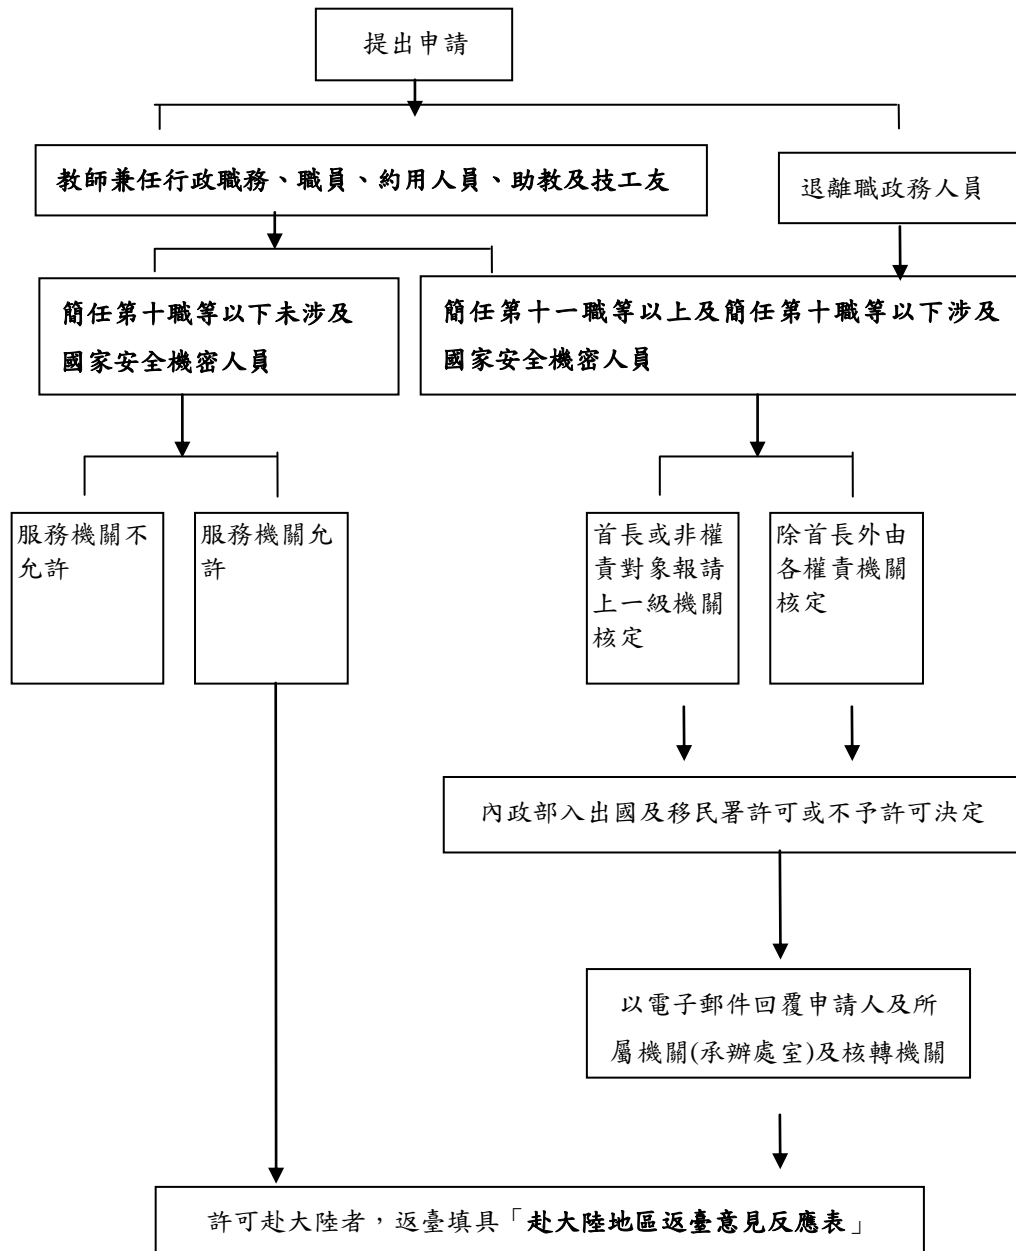 提出申請
教師兼任行政職務、職員、約用人員、助教及技工友
退離職政務人員
簡任第十職等以下未涉及
國家安全機密人員
簡任第十一職等以上及簡任第十職等以下涉及
國家安全機密人員
服務機關不
允許
服務機關允
許
首長或非權
責對象報請
上一級機關
核定
除首長外由
各權責機關
核定
內政部入出國及移民署許可或不予許可決定
以電子郵件回覆申請人及所
屬機關(承辦處室)及核轉機關
許可赴大陸者，返臺填具「赴大陸地區返臺意見反應表」